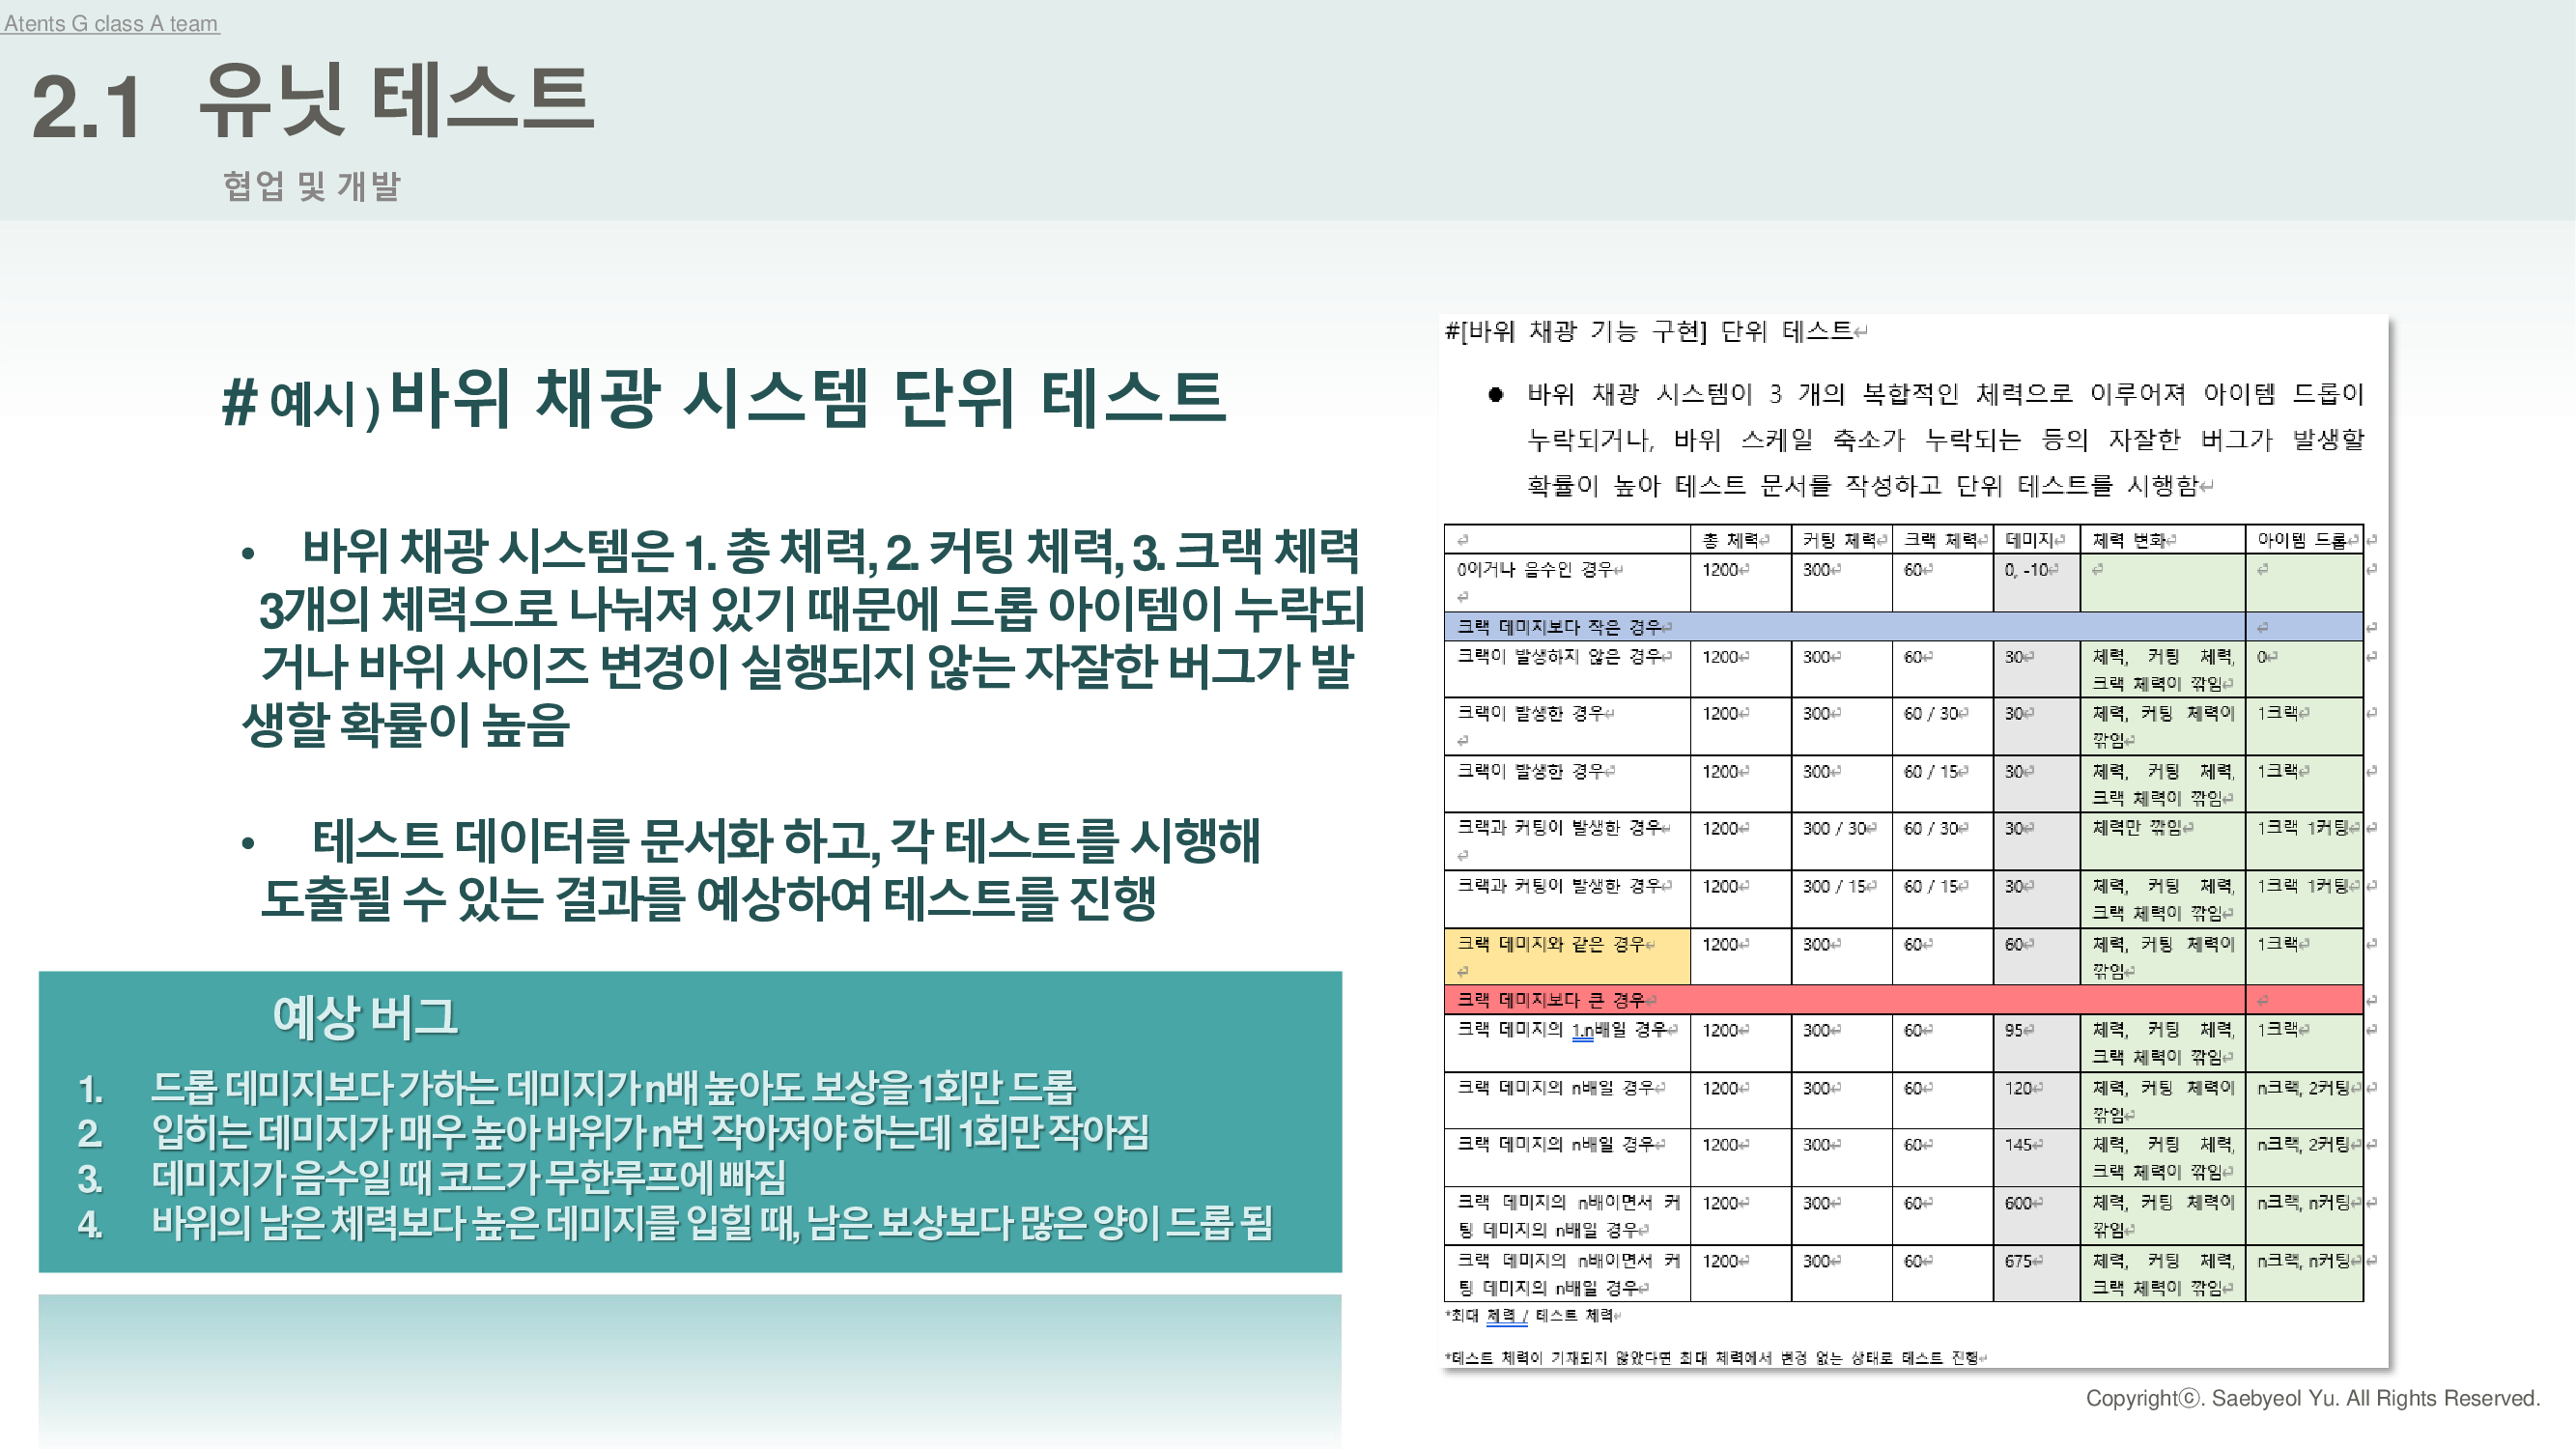 Atents G class A team
2.1 유닛 테스트
협업 및 개발
# 예시 ) 바위 채광 시스템 단위 테스트
• 바위 채광 시스템은 1. 총 체력, 2. 커팅 체력, 3. 크랙 체력
3개의 체력으로 나눠져 있기 때문에 드롭 아이템이 누락되
거나 바위 사이즈 변경이 실행되지 않는 자잘한 버그가 발
생할 확률이 높음
• 테스트 데이터를 문서화 하고, 각 테스트를 시행해
도출될 수 있는 결과를 예상하여 테스트를 진행
예상 버그
1. 드롭 데미지보다 가하는 데미지가 n배 높아도 보상을 1회만 드롭
2. 입히는 데미지가 매우 높아 바위가 n번 작아져야 하는데 1회만 작아짐
3. 데미지가 음수일 때 코드가 무한루프에 빠짐
4. 바위의 남은 체력보다 높은 데미지를 입힐 때, 남은 보상보다 많은 양이 드롭 됨
#[바위 채광 기능 구현] 단위 테스트
● 바위 채광 시스템이 3 개의 복합적인 체력으로 이루어져 아이템 드롭이
누락되거나, 바위 스케일 축소가 누락되는 등의 자잘한 버그가 발생할
확률이 높아 테스트 문서를 작성하고 단위 테스트를 시행함
총 체력 커팅 체력 크랙 체력 데미지 체력 변화 아이템 드롭
0이거나 음수인 경우 1200 300 60 0, -10
크랙 데미지보다 작은 경우
크랙이 발생하지 않은 경우 1200 300 60 30 체력, 커팅 체력, 0
크랙 체력이 깎임
크랙이 발생한 경우 1200 300 60 / 30 30 체력, 커팅 체력이 1크랙
깎임
크랙이 발생한 경우 1200 300 60 / 15 30 체력, 커팅 체력, 1크랙
크랙 체력이 깎임
크랙과 커팅이 발생한 경우 1200 300 / 30 60 / 30 30 체력만 깎임 1크랙 1커팅
크랙과 커팅이 발생한 경우 1200 300 / 15 60 / 15 30 체력, 커팅 체력, 1크랙 1커팅
크랙 체력이 깎임
크랙 데미지와 같은 경우 1200 300 60 60 체력, 커팅 체력이 1크랙
깎임
크랙 데미지보다 큰 경우
크랙 데미지의 1.n배일 경우 1200 300 60 95 체력, 커팅 체력, 1크랙
크랙 체력이 깎임
크랙 데미지의 n배일 경우 1200 300 60 120 체력, 커팅 체력이 n크랙, 2커팅
깎임
크랙 데미지의 n배일 경우 1200 300 60 145 체력, 커팅 체력, n크랙, 2커팅
크랙 체력이 깎임
크랙 데미지의 n배이면서 커 1200 300 60 600 체력, 커팅 체력이 n크랙, n커팅
팅 데미지의 n배일 경우 깎임
크랙 데미지의 n배이면서 커 1200 300 60 675 체력, 커팅 체력, n크랙, n커팅
팅 데미지의 n배일 경우 크랙 체력이 깎임
*최대 체력 / 테스트 체력
*테스트 체력이 기재되지 않았다면 최대 체력에서 변경 없는 상태로 테스트 진행
Copyrightⓒ. Saebyeol Yu. All Rights Reserved.